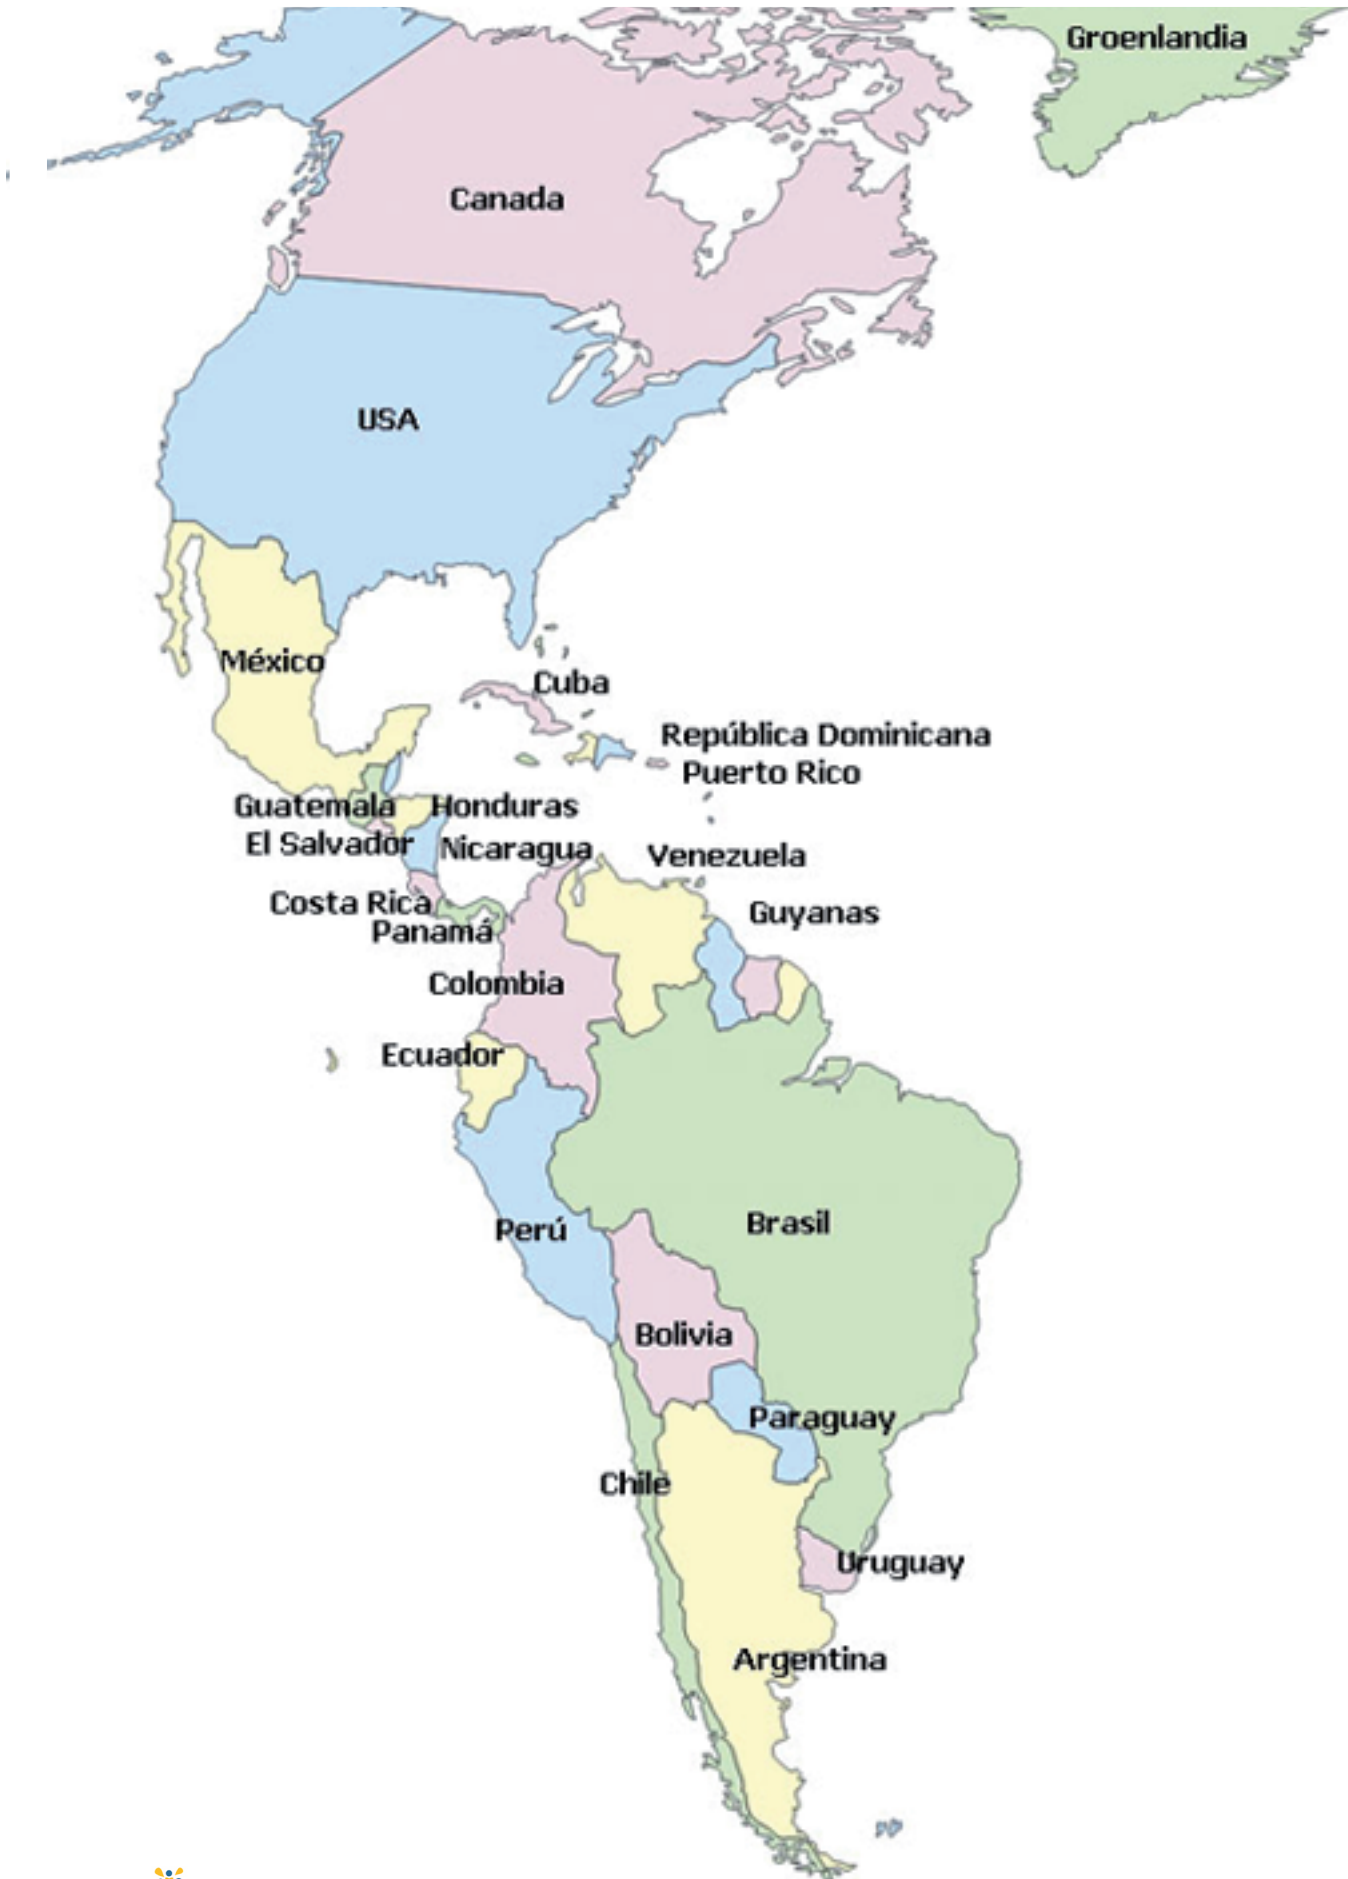 Groenlandia
Canada
USA
México
Cuba
República Dominicana
Puerto Rico
Guatemala
Honduras
El Salvador
Nicaragua
Venezuela
Costa Rica
Guyanas
Panamá
Colombia
Ecuador
Brasil
Perú
Bolivia
Paraguay
Chile
Uruguay
Argentina